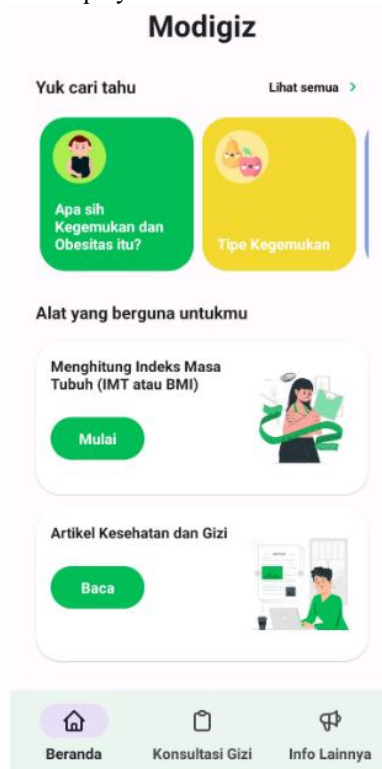 Modigiz
Yuk cari tahu
Lihat semua >
Apa sih
Kegemukan dan
Obesitas itu?
Tipe Kegemukan
Alat yang berguna untukmu
Menghitung Indeks Masa
Tubuh (IMT atau BMI)
Mulai
Artikel Kesehatan dan Gizi
Baca
Beranda
Konsultasi Gizi
Info Lainnya